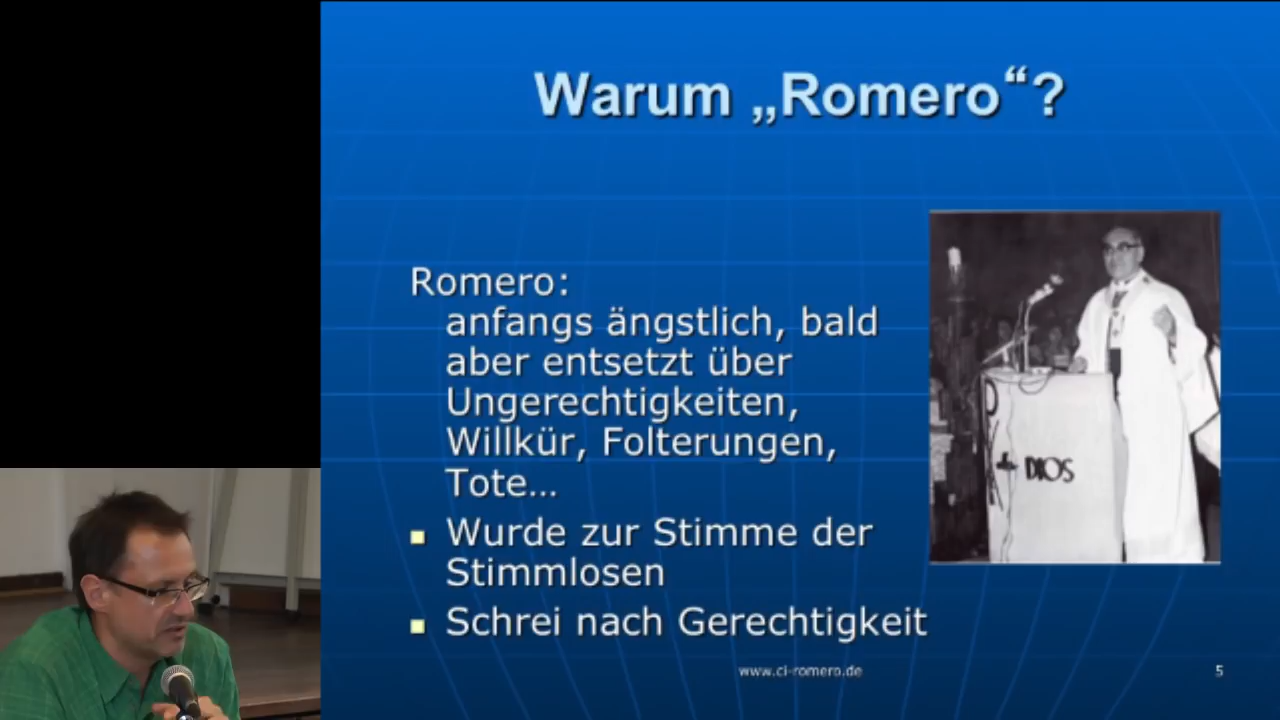 Warum „Romero“?
Romero:
anfangs ängstlich, bald
aber entsetzt über
Ungerechtigkeiten,
Willkür, Folterungen,
Tote...
Wurde zur Stimme der
Stimmlosen
Schrei nach Gerechtigkeit
DIOS
www.ci-romero.de
5